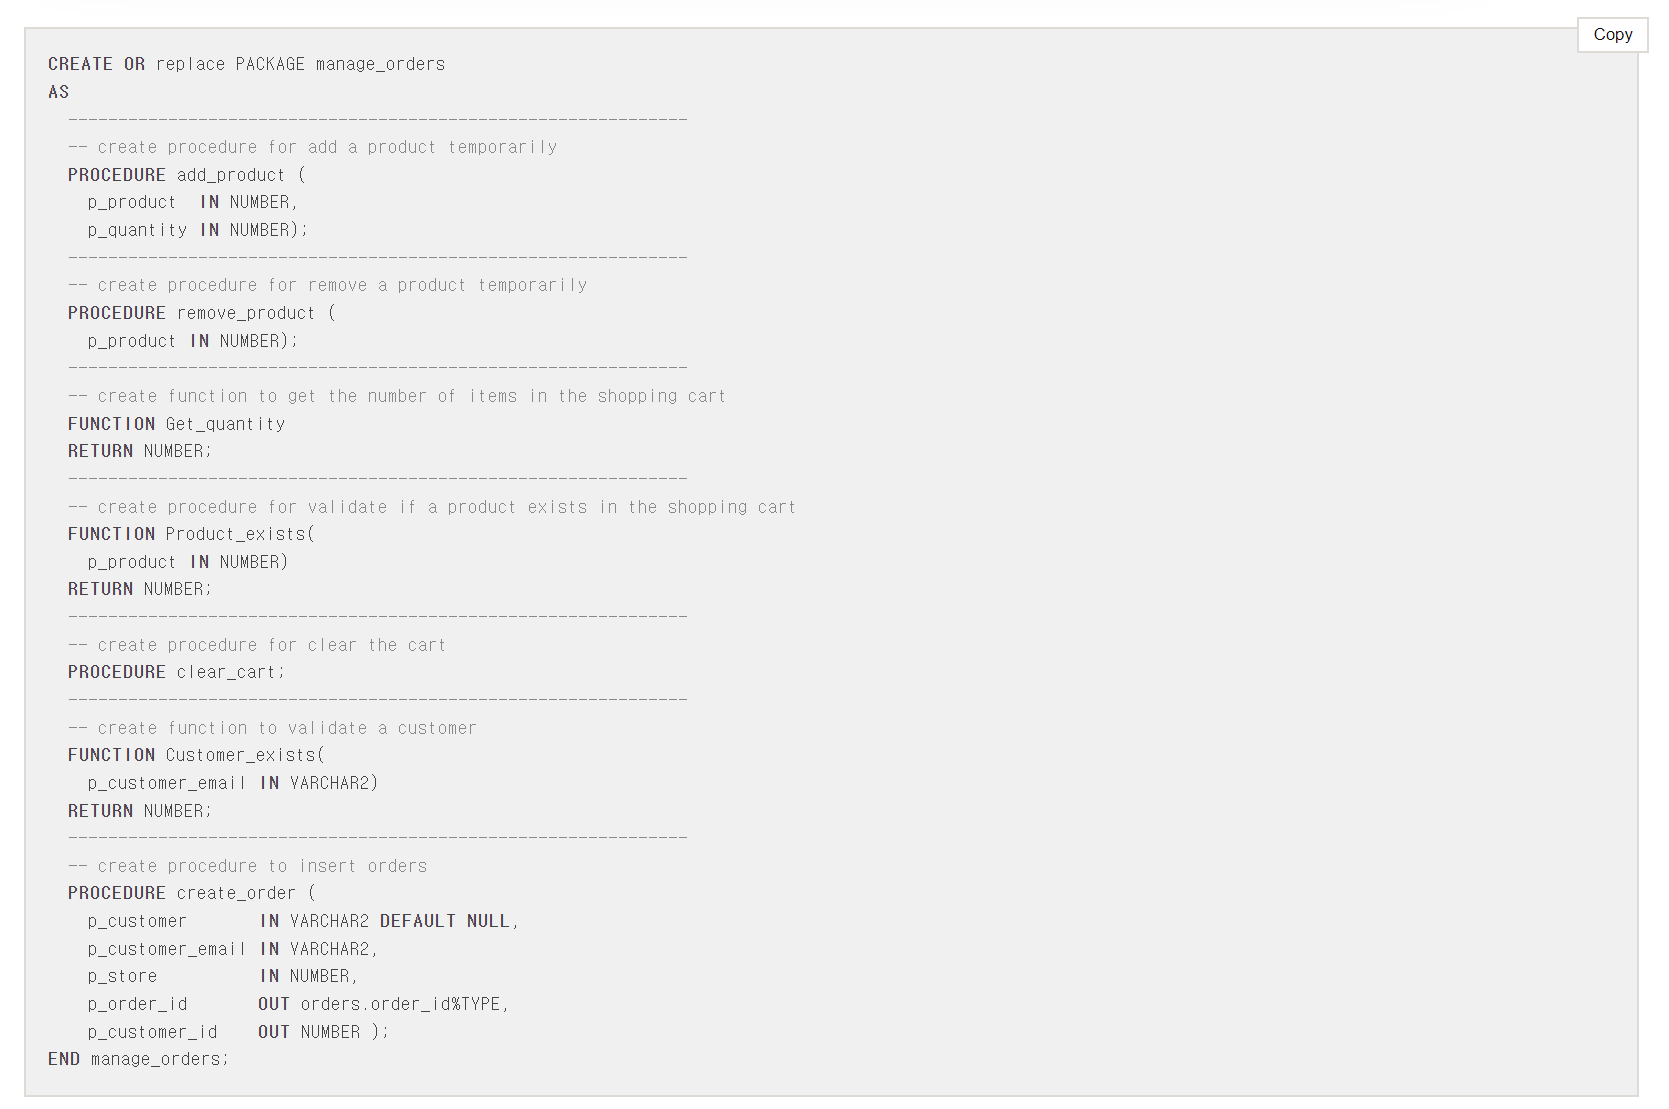 Copy
CREATE OR replace PACKAGE manage_orders
AS
  --------------------------------------------------------------
  -- create procedure for add a product temporarily
  PROCEDURE add_product (
    p_product  IN NUMBER,
    p_quantity IN NUMBER);
  --------------------------------------------------------------
  -- create procedure for remove a product temporarily
  PROCEDURE remove_product (
    p_product IN NUMBER);
  --------------------------------------------------------------
  -- create function to get the number of items in the shopping cart
  FUNCTION Get_quantity
  RETURN NUMBER;
  --------------------------------------------------------------
  -- create procedure for validate if a product exists in the shopping cart
  FUNCTION Product_exists(
    p_product IN NUMBER)
  RETURN NUMBER;
  --------------------------------------------------------------
  -- create procedure for clear the cart
  PROCEDURE clear_cart;
  --------------------------------------------------------------
  -- create function to validate a customer
  FUNCTION Customer_exists(
    p_customer_email IN VARCHAR2)
  RETURN NUMBER;
  --------------------------------------------------------------
  -- create procedure to insert orders
  PROCEDURE create_order (
    p_customer       IN VARCHAR2 DEFAULT NULL,
    p_customer_email IN VARCHAR2,
    p_store          IN NUMBER,
    p_order_id       OUT orders.order_id%TYPE,
    p_customer_id    OUT NUMBER );
END manage_orders;